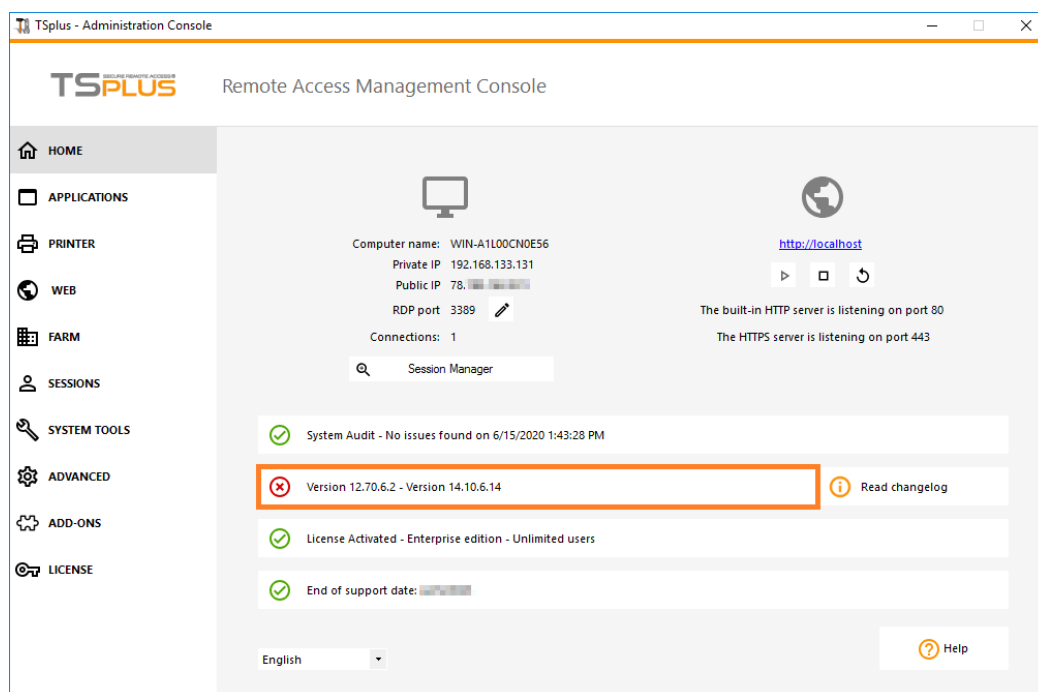 TSplus - Administration Console
TSPLUS SECURE REMOTE ACCESS®
Remote Access Management Console
HOME
APPLICATIONS
PRINTER
WEB
FARM
SESSIONS
SYSTEM TOOLS
ADVANCED
ADD-ONS
LICENSE
Computer name: WIN-A1L00CN0E56
Private IP 192.168.133.131
Public IP 78.
RDP port 3389
Connections: 1
Session Manager
http://localhost
The built-in HTTP server is listening on port 80
The HTTPS server is listening on port 443
System Audit - No issues found on 6/15/2020 1:43:28 PM
Version 12.70.6.2 - Version 14.10.6.14
Read changelog
License Activated - Enterprise edition - Unlimited users
End of support date:
English
Help